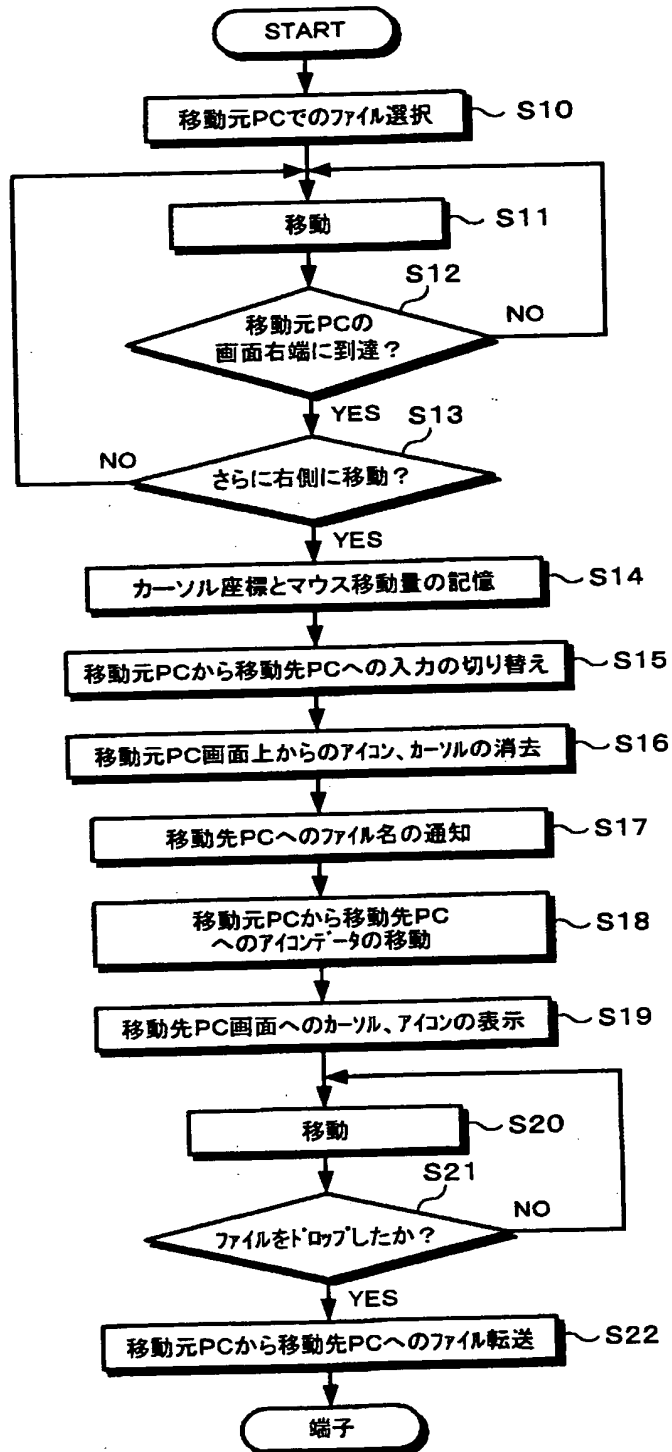 START
移動元PCでのファイル選択
S10
移動
S11
S12
移動元PCの
画面右端に到達?
NO
YES
S13
NO
さらに右側に移動?
YES
カーソル座標とマウス移動量の記憶
S14
移動元PCから移動先PCへの入力の切り替え
S15
移動元PC画面上からのアイコン、カーソルの消去
S16
移動先PCへのファイル名の通知
S17
移動元PCから移動先PC
へのアイコンデータの移動
S18
移動先PC画面へのカーソル、アイコンの表示
S19
移動
S20
S21
ファイルをドロップしたか?
NO
YES
移動元PCから移動先PCへのファイル転送
S22
端子